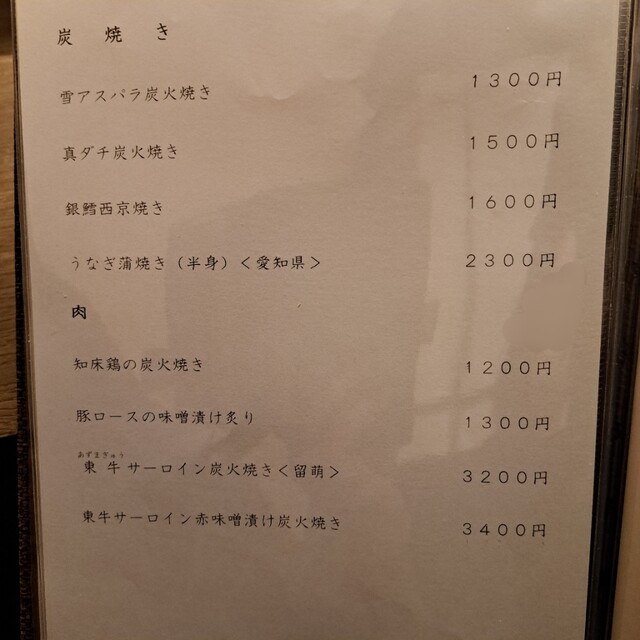 炭 焼 き
雪アスパラ炭火焼き 1300円
真ダチ炭火焼き 1500円
銀鱈西京焼き 1600円
うなぎ蒲焼き（半身）＜愛知県＞ 2300円
肉
知床鶏の炭火焼き 1200円
豚ロースの味噌漬け炙り 1300円
あずまぎゅう
東牛サーロイン炭火焼き＜留萌＞ 3200円
東牛サーロイン赤味噌漬け炭火焼き 3400円